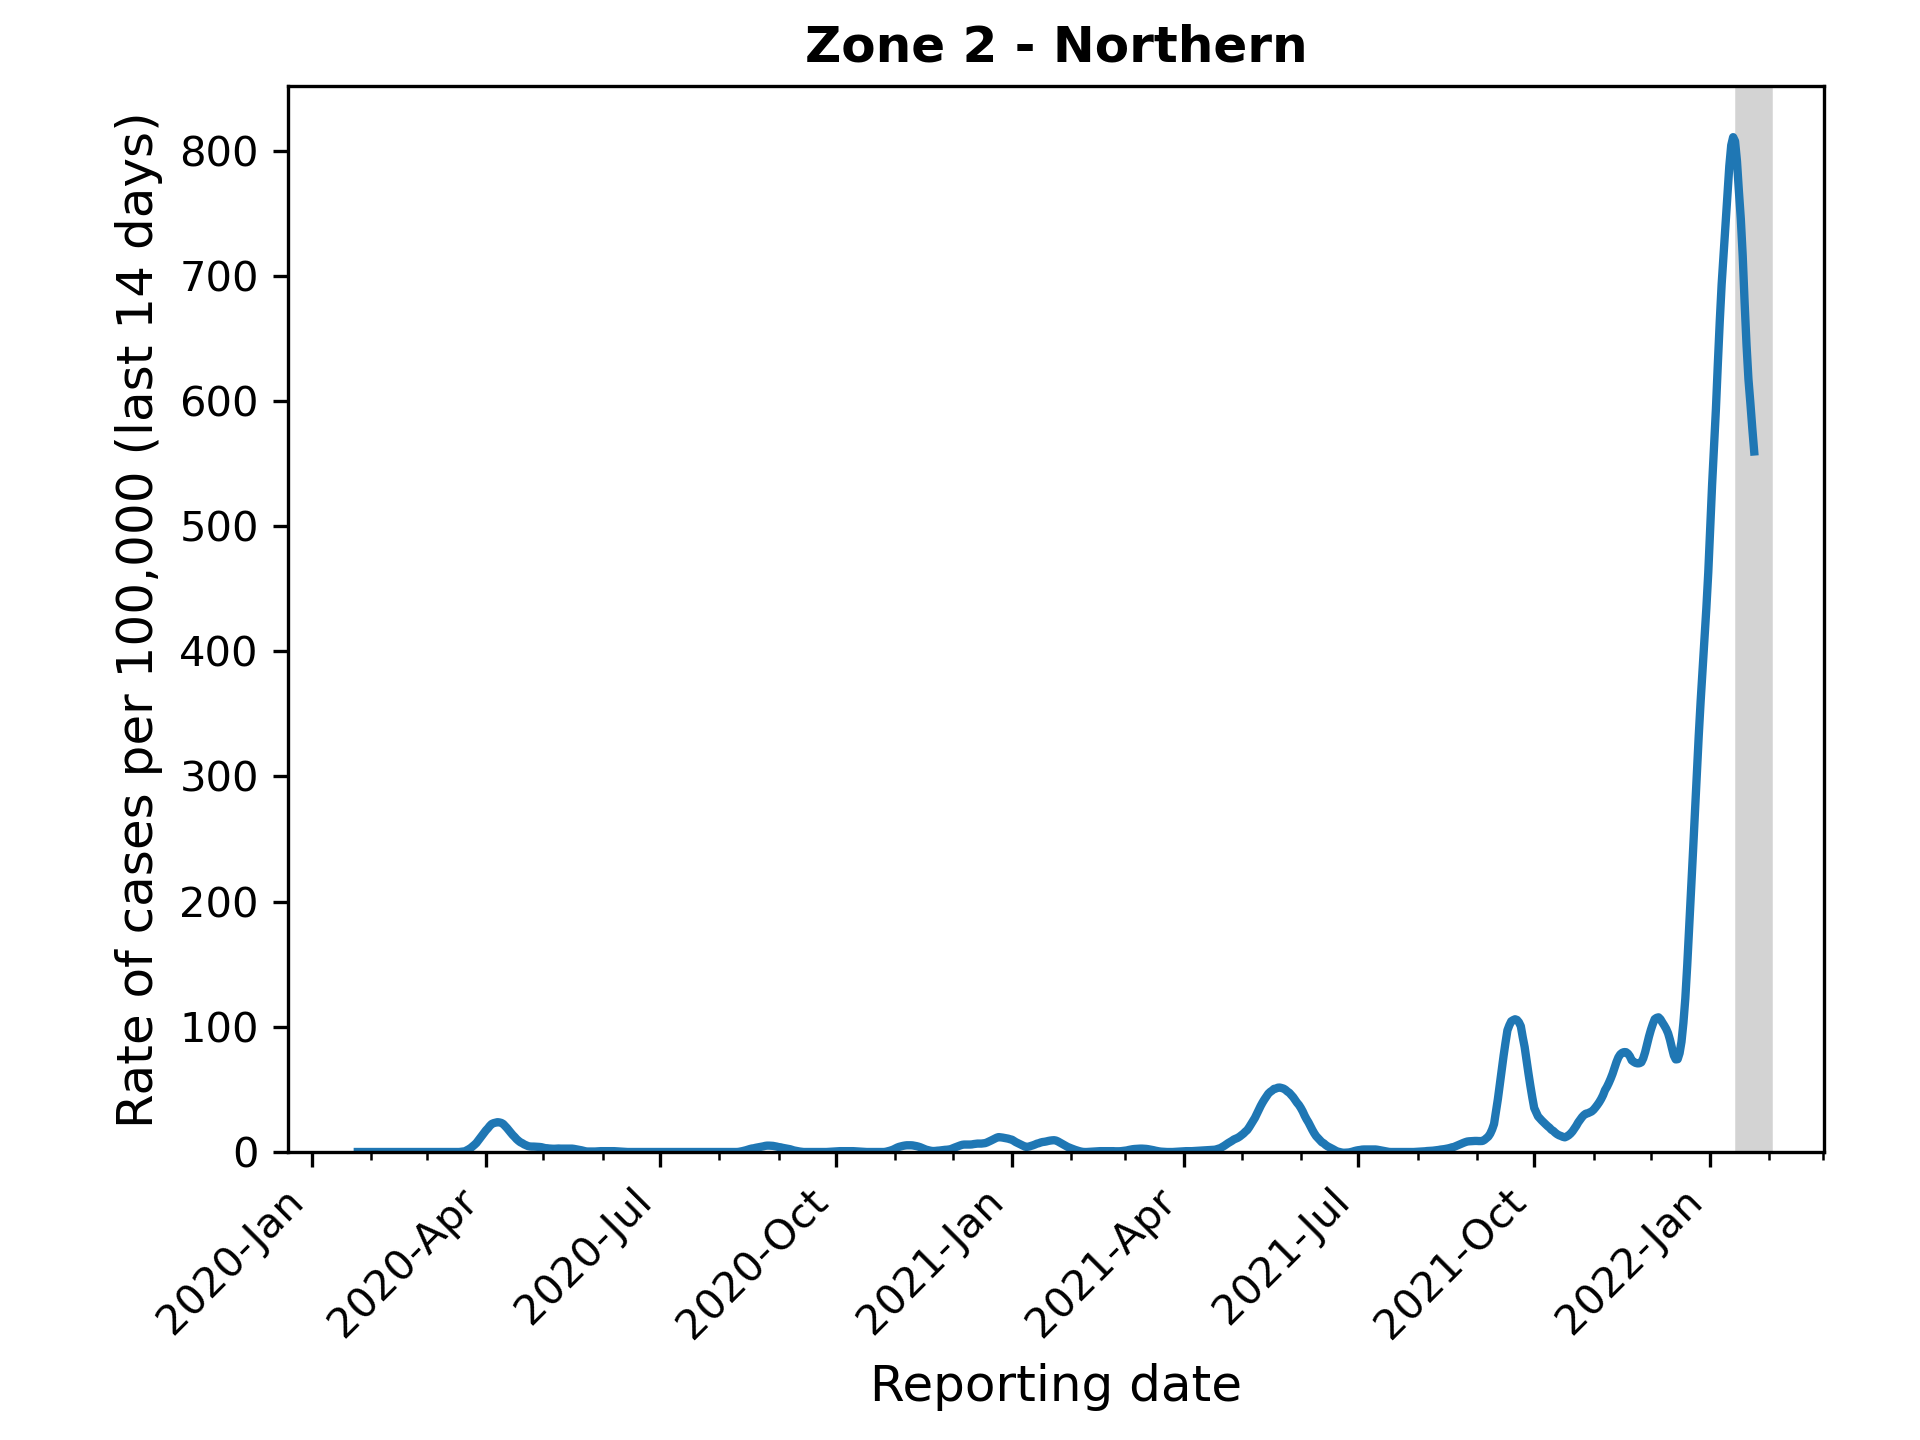 Zone 2 - Northern
Rate of cases per 100,000 (last 14 days)
800
700
600
500
400
300
200
100
0
2020-Jan
2020-Apr
2020-Jul
2020-Oct
2021-Jan
2021-Apr
2021-Jul
2021-Oct
2022-Jan
Reporting date